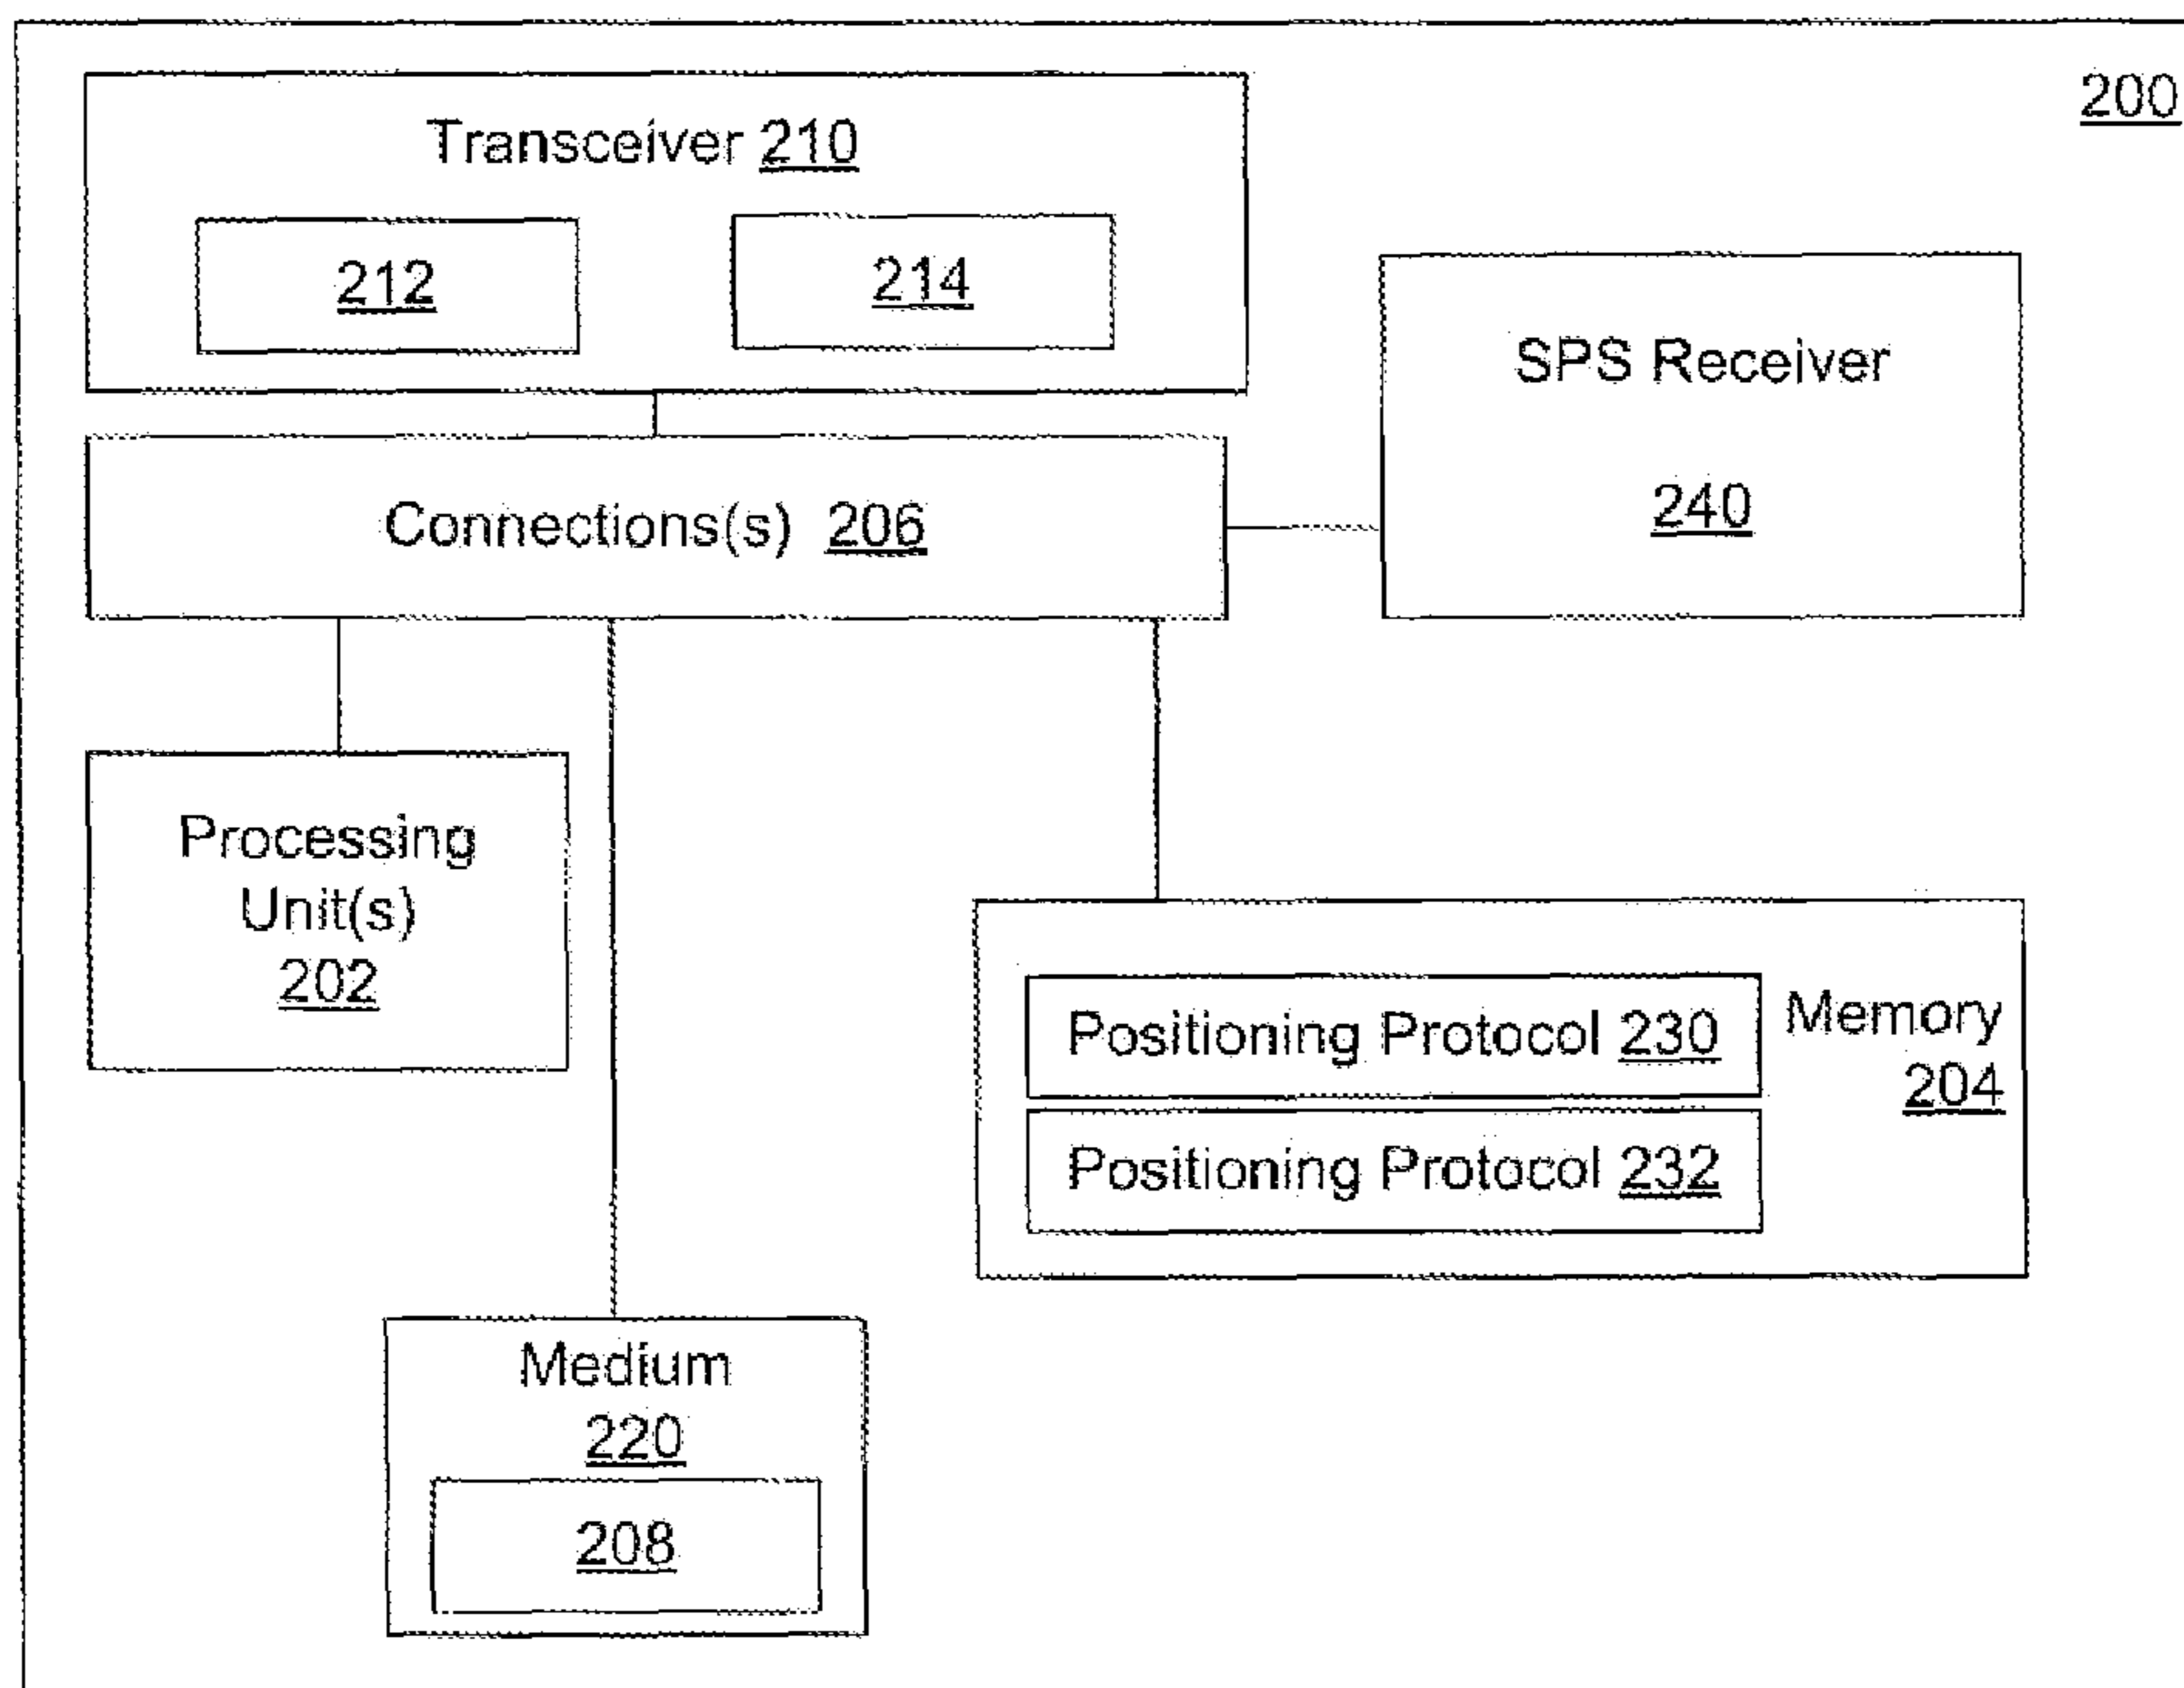 200
Transceiver 210
212
214
SPS Receiver
240
Connections(s) 206
Processing
Unit(s)
202
Positioning Protocol 230
Memory
204
Positioning Protocol 232
Medium
220
208